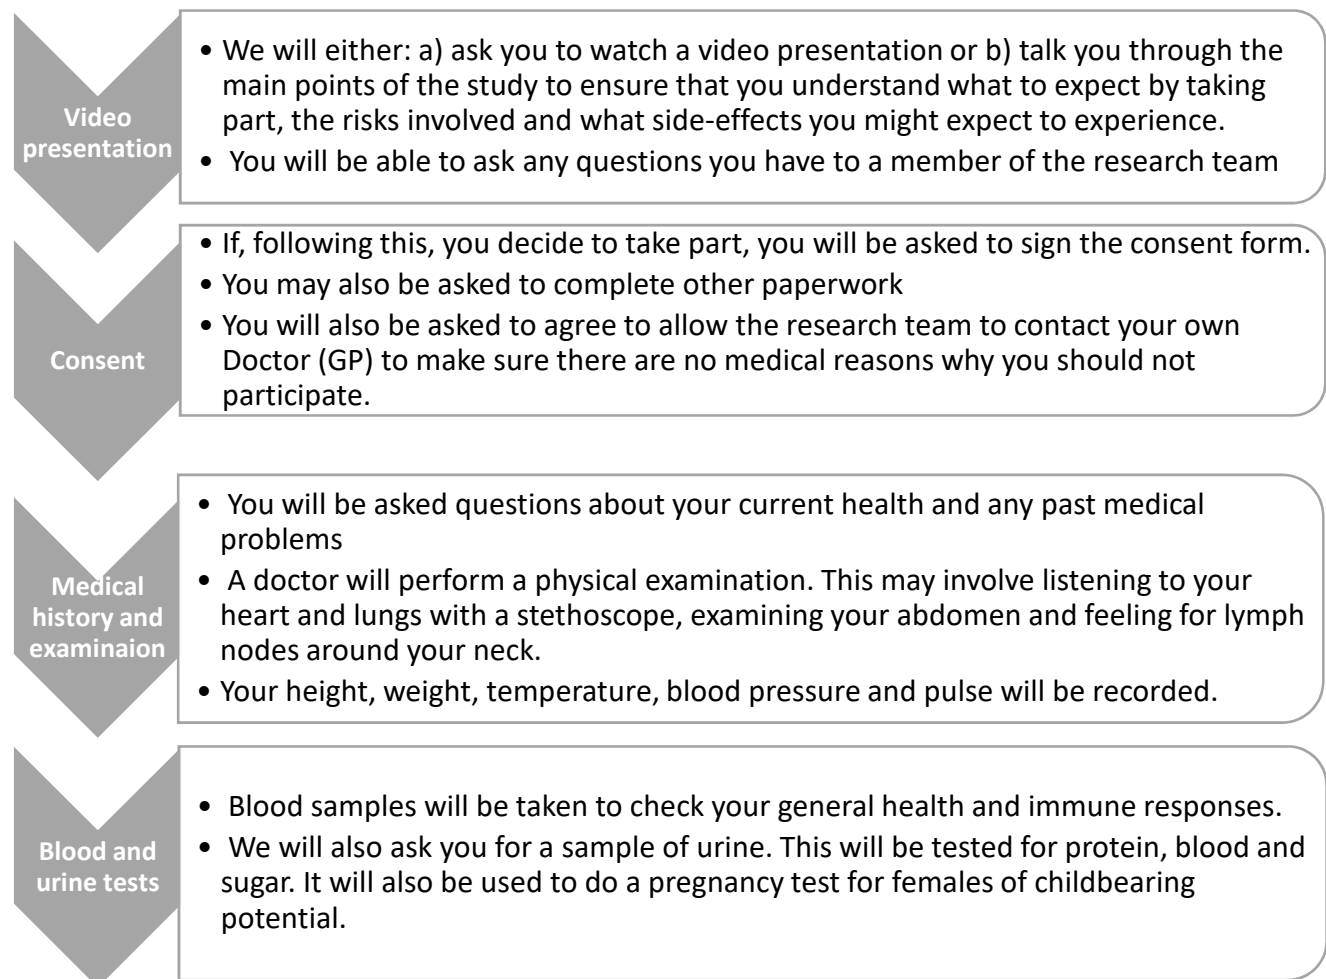 Video
presentation
• We will either: a) ask you to watch a video presentation or b) talk you through the
main points of the study to ensure that you understand what to expect by taking
part, the risks involved and what side-effects you might expect to experience.
• You will be able to ask any questions you have to a member of the research team
Consent
• If, following this, you decide to take part, you will be asked to sign the consent form.
• You may also be asked to complete other paperwork
• You will also be asked to agree to allow the research team to contact your own
Doctor (GP) to make sure there are no medical reasons why you should not
participate.
Medical
history and
examinaion
• You will be asked questions about your current health and any past medical
problems
• A doctor will perform a physical examination. This may involve listening to your
heart and lungs with a stethoscope, examining your abdomen and feeling for lymph
nodes around your neck.
• Your height, weight, temperature, blood pressure and pulse will be recorded.
Blood and
urine tests
• Blood samples will be taken to check your general health and immune responses.
• We will also ask you for a sample of urine. This will be tested for protein, blood and
sugar. It will also be used to do a pregnancy test for females of childbearing
potential.